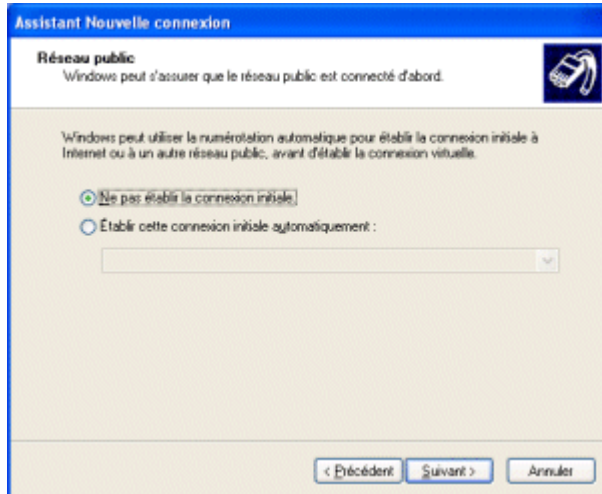 Assistant Nouvelle connexion
Réseau public
Windows peut s'assurer que le réseau public est connecté d'abord.
Windows peut utiliser la numérotation automatique pour établir la connexion initiale à
Internet ou à un autre réseau public, avant d'établir la connexion virtuelle.
Ne pas établir la connexion initiale.
Établir cette connexion initiale automatiquement :
< Précédent Suivant > Annuler